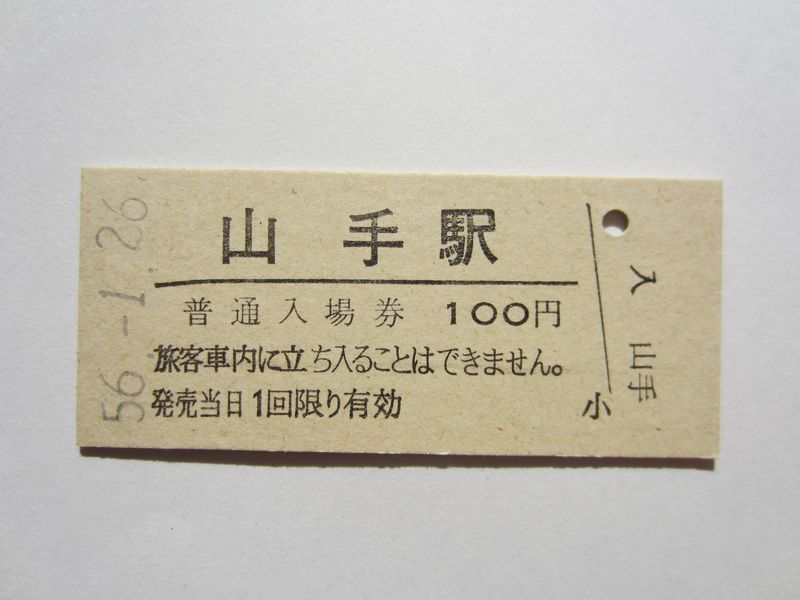 56.-1.26.
山手駅
普通入場券 100円
旅客車内に立ち入ることはできません。
発売当日1回限り有効
小
入
山手